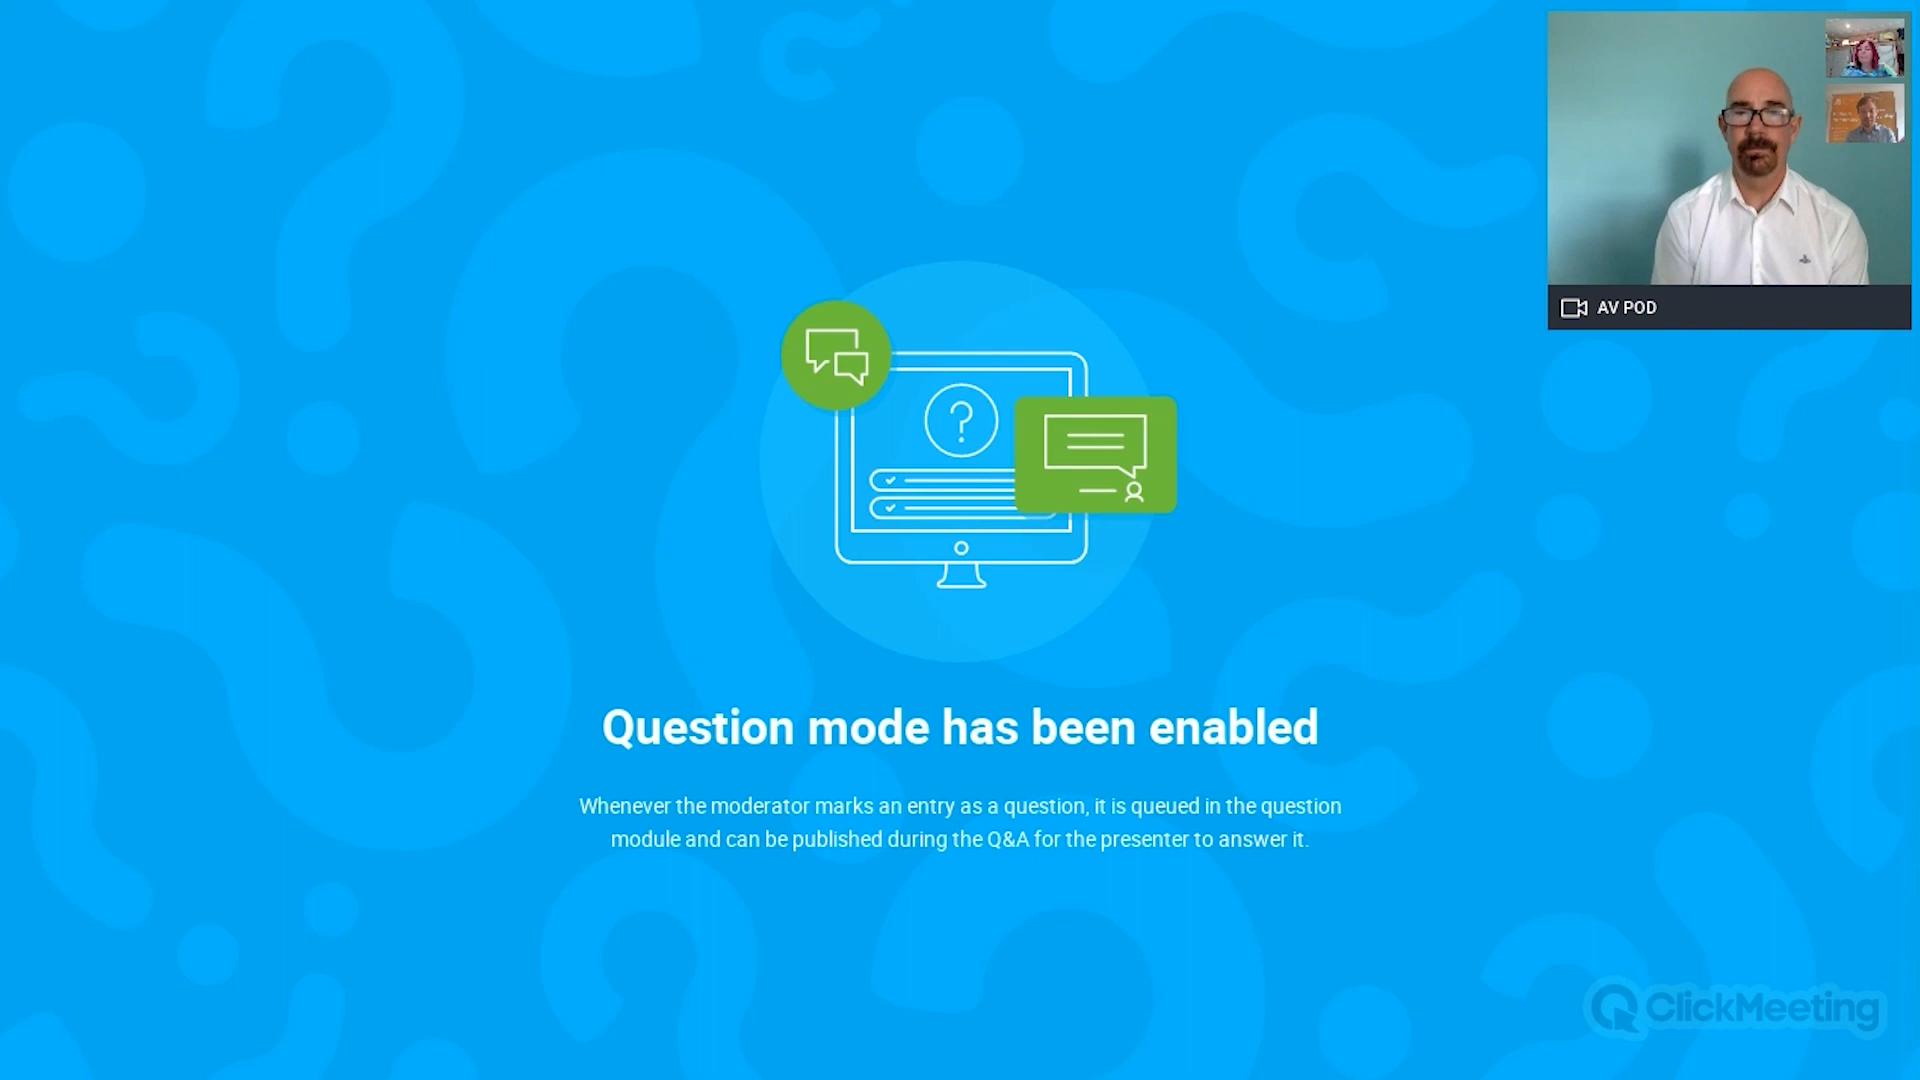 AV POD
?
Question mode has been enabled
Whenever the moderator marks an entry as a question, it is queued in the question
module and can be published during the Q&A for the presenter to answer it.
ClickMeeting